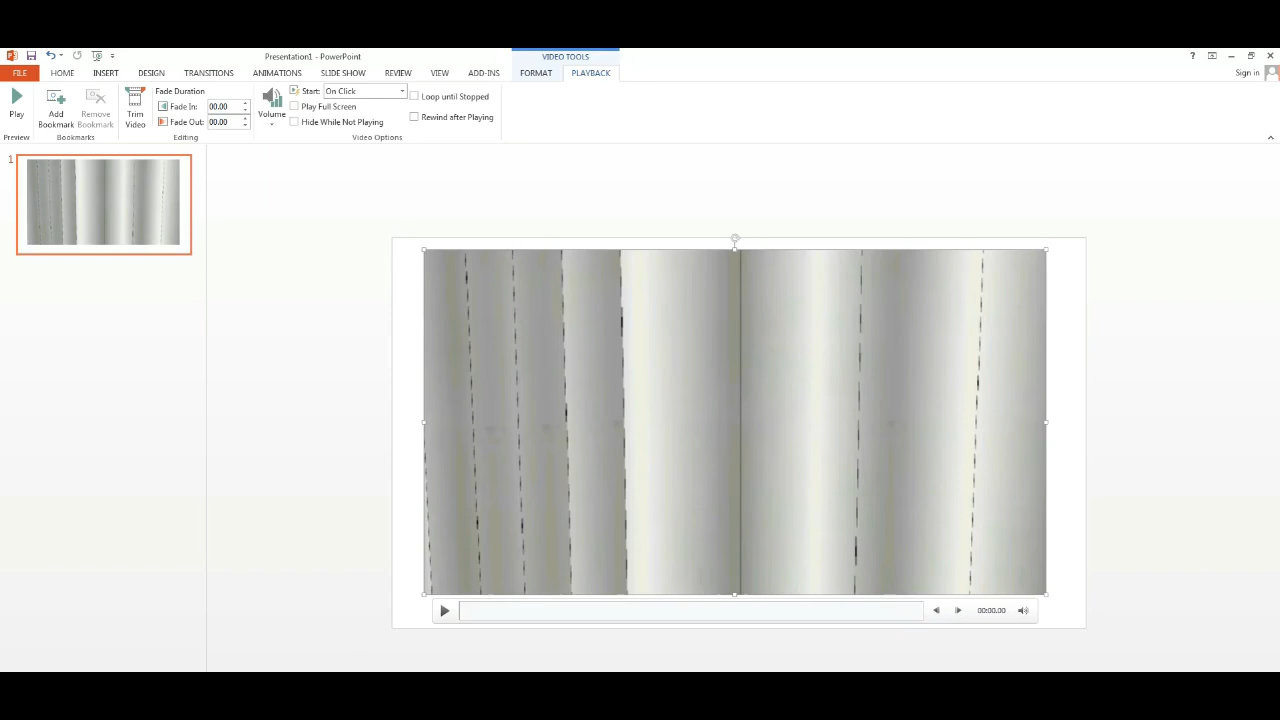 Presentation1 - PowerPoint
VIDEO TOOLS
FILE HOME INSERT DESIGN TRANSITIONS ANIMATIONS SLIDE SHOW REVIEW VIEW ADD-INS FORMAT PLAYBACK
Sign in
Play
Preview
Add Bookmark
Remove Bookmark
Bookmarks
Trim Video
Fade Duration
Fade In: 00.00
Fade Out: 00.00
Editing
Volume
Start: On Click
Play Full Screen
Hide While Not Playing
Loop until Stopped
Rewind after Playing
Video Options
1
00:00.00